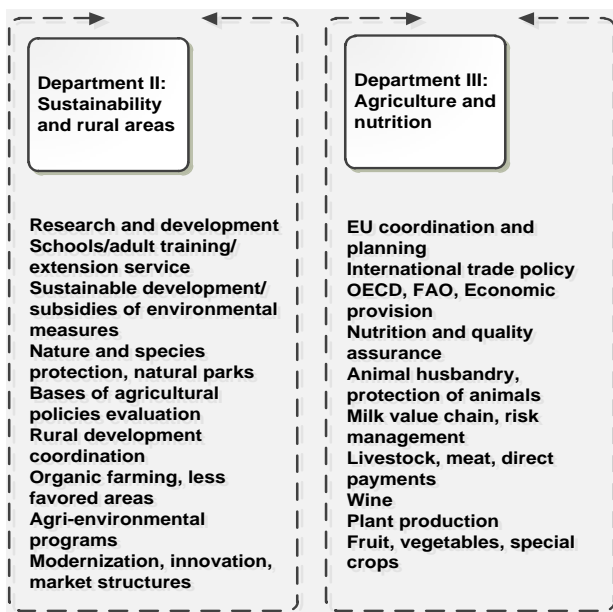 Department II:
Sustainability
and rural areas
Research and development
Schools/adult training/
extension service
Sustainable development/
subsidies of environmental
measures
Nature and species
protection, natural parks
Bases of agricultural
policies evaluation
Rural development
coordination
Organic farming, less
favored areas
Agri-environmental
programs
Modernization, innovation,
market structures
Department III:
Agriculture and
nutrition
EU coordination and
planning
International trade policy
OECD, FAO, Economic
provision
Nutrition and quality
assurance
Animal husbandry,
protection of animals
Milk value chain, risk
management
Livestock, meat, direct
payments
Wine
Plant production
Fruit, vegetables, special
crops